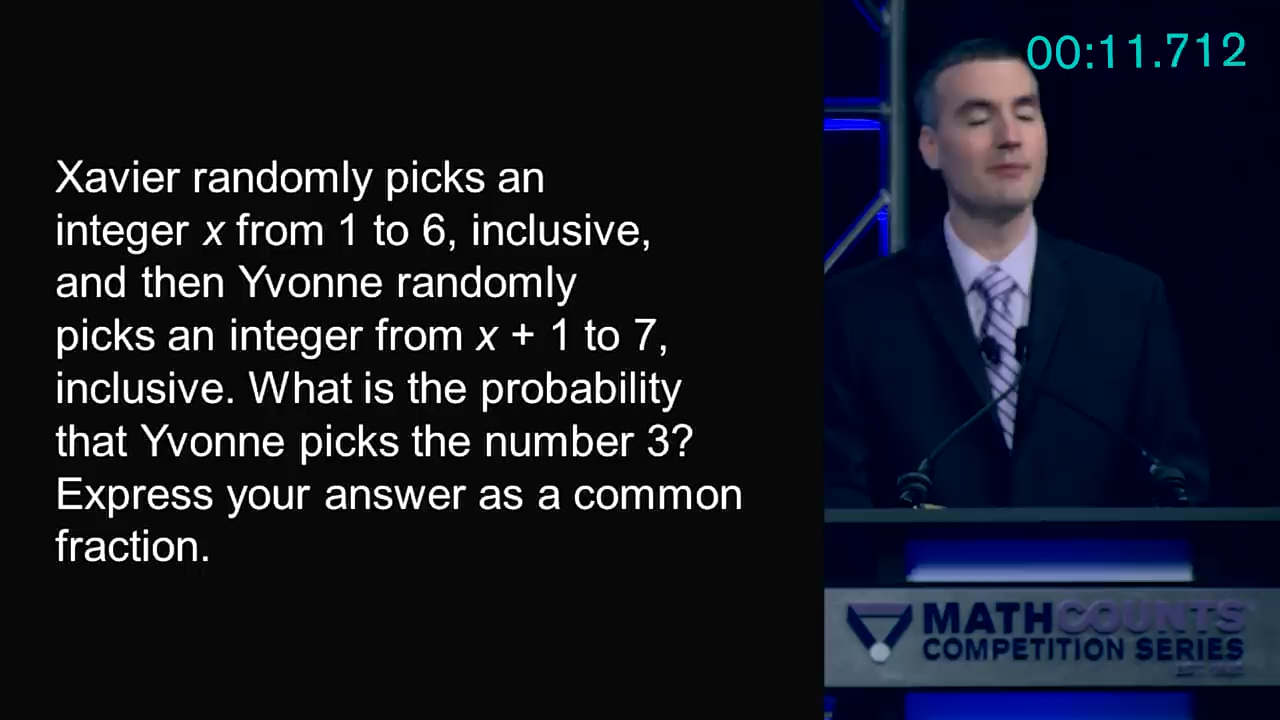 00:11.712
Xavier randomly picks an
integer x from 1 to 6, inclusive,
and then Yvonne randomly
picks an integer from x + 1 to 7,
inclusive. What is the probability
that Yvonne picks the number 3?
Express your answer as a common
fraction.
MATHCOUNTS
COMPETITION SERIES